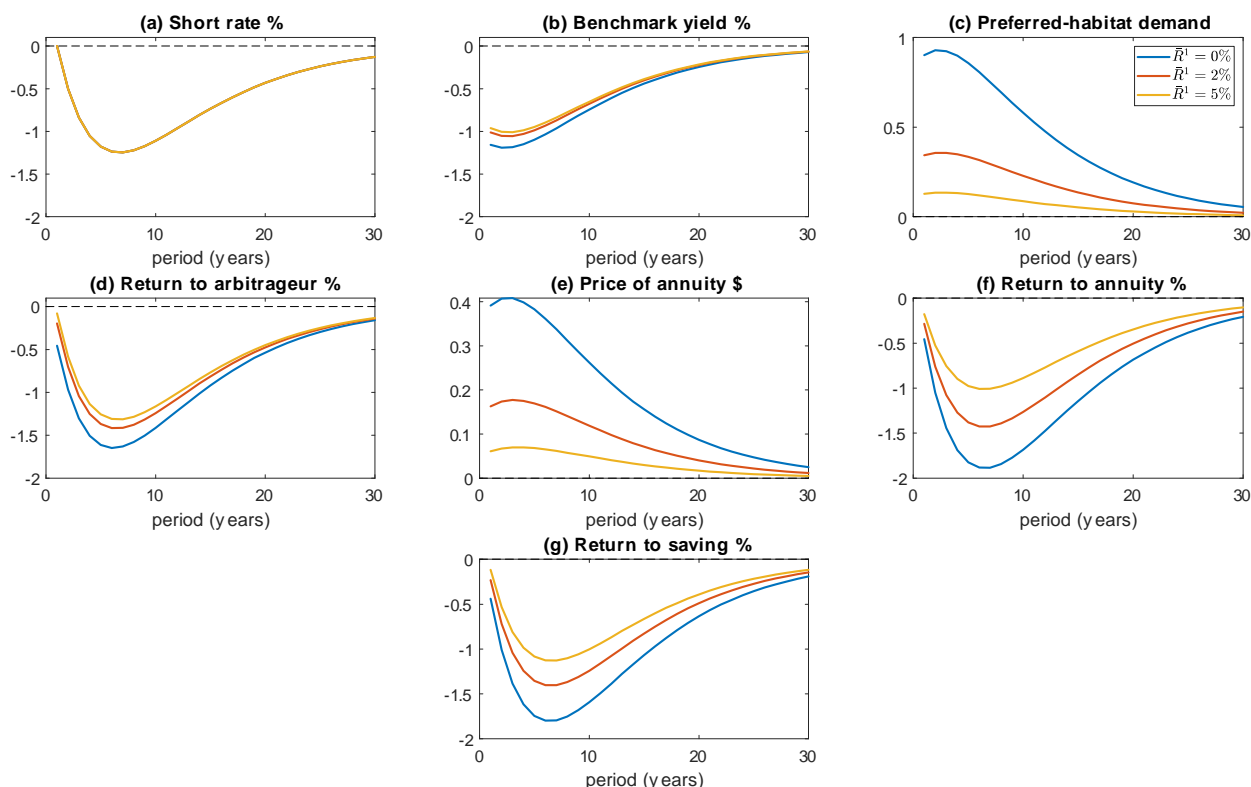 (a) Short rate %
0
-0.5
-1
-1.5
-2
0 10 20 30
period (years)
(b) Benchmark yield %
0
-0.5
-1
-1.5
-2
0 10 20 30
period (years)
(c) Preferred-habitat demand
1
0.5
0
R̄¹ = 0%
R̄¹ = 2%
R̄¹ = 5%
0 10 20 30
period (years)
(d) Return to arbitrageur %
0
-0.5
-1
-1.5
-2
0 10 20 30
period (years)
(e) Price of annuity $
0.4
0.3
0.2
0.1
0
0 10 20 30
period (years)
(f) Return to annuity %
0
-0.5
-1
-1.5
-2
0 10 20 30
period (years)
(g) Return to saving %
0
-0.5
-1
-1.5
-2
0 10 20 30
period (years)